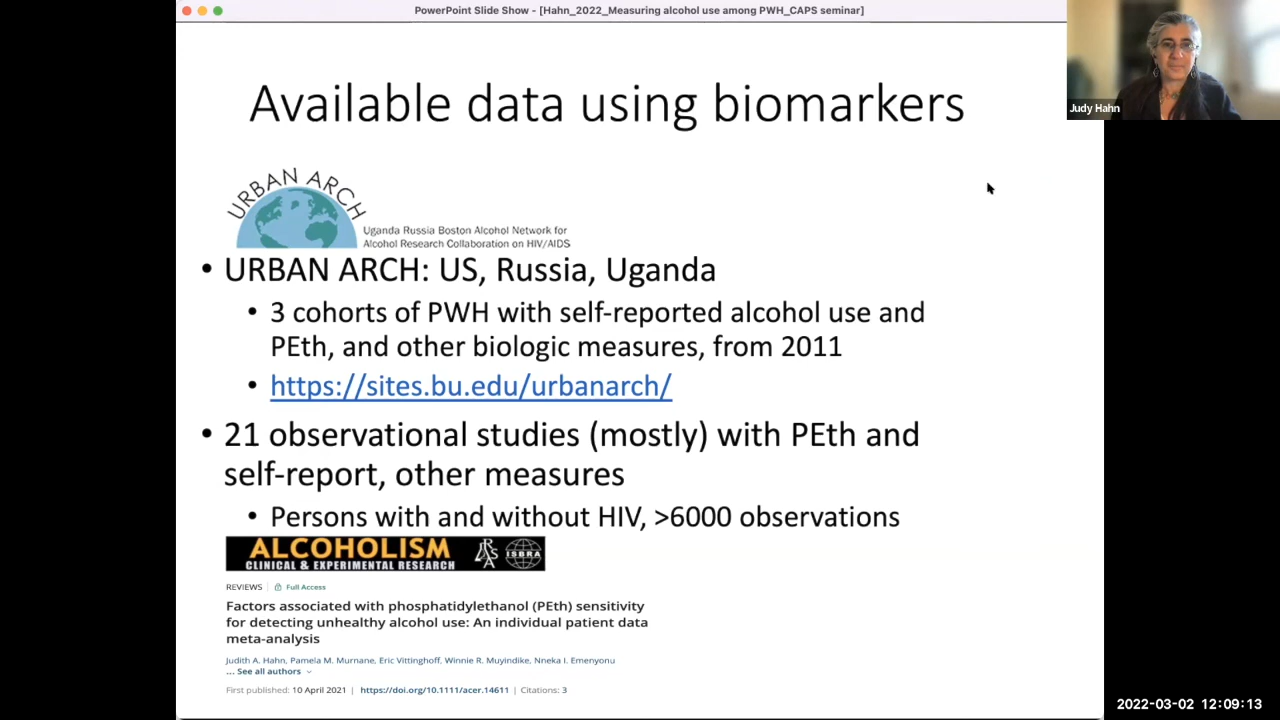 PowerPoint Slide Show - [Hahn_2022_Measuring alcohol use among PWH_CAPS seminar]
Judy Hahn
Available data using biomarkers
URBAN ARCH
Uganda Russia Boston Alcohol Network for
Alcohol Research Collaboration on HIV/AIDS
• URBAN ARCH: US, Russia, Uganda
• 3 cohorts of PWH with self-reported alcohol use and
PEth, and other biologic measures, from 2011
• https://sites.bu.edu/urbanarch/
• 21 observational studies (mostly) with PEth and
self-report, other measures
• Persons with and without HIV, >6000 observations
ALCOHOLISM
CLINICAL & EXPERIMENTAL RESEARCH
RSA
ISBRA
REVIEWS | Full Access
Factors associated with phosphatidylethanol (PEth) sensitivity
for detecting unhealthy alcohol use: An individual patient data
meta-analysis
Judith A. Hahn, Pamela M. Murnane, Eric Vittinghoff, Winnie R. Muyindike, Nneka I. Emenyonu
... See all authors
First published: 10 April 2021 | https://doi.org/10.1111/acer.14611 | Citations: 3
2022-03-02 12:09:13